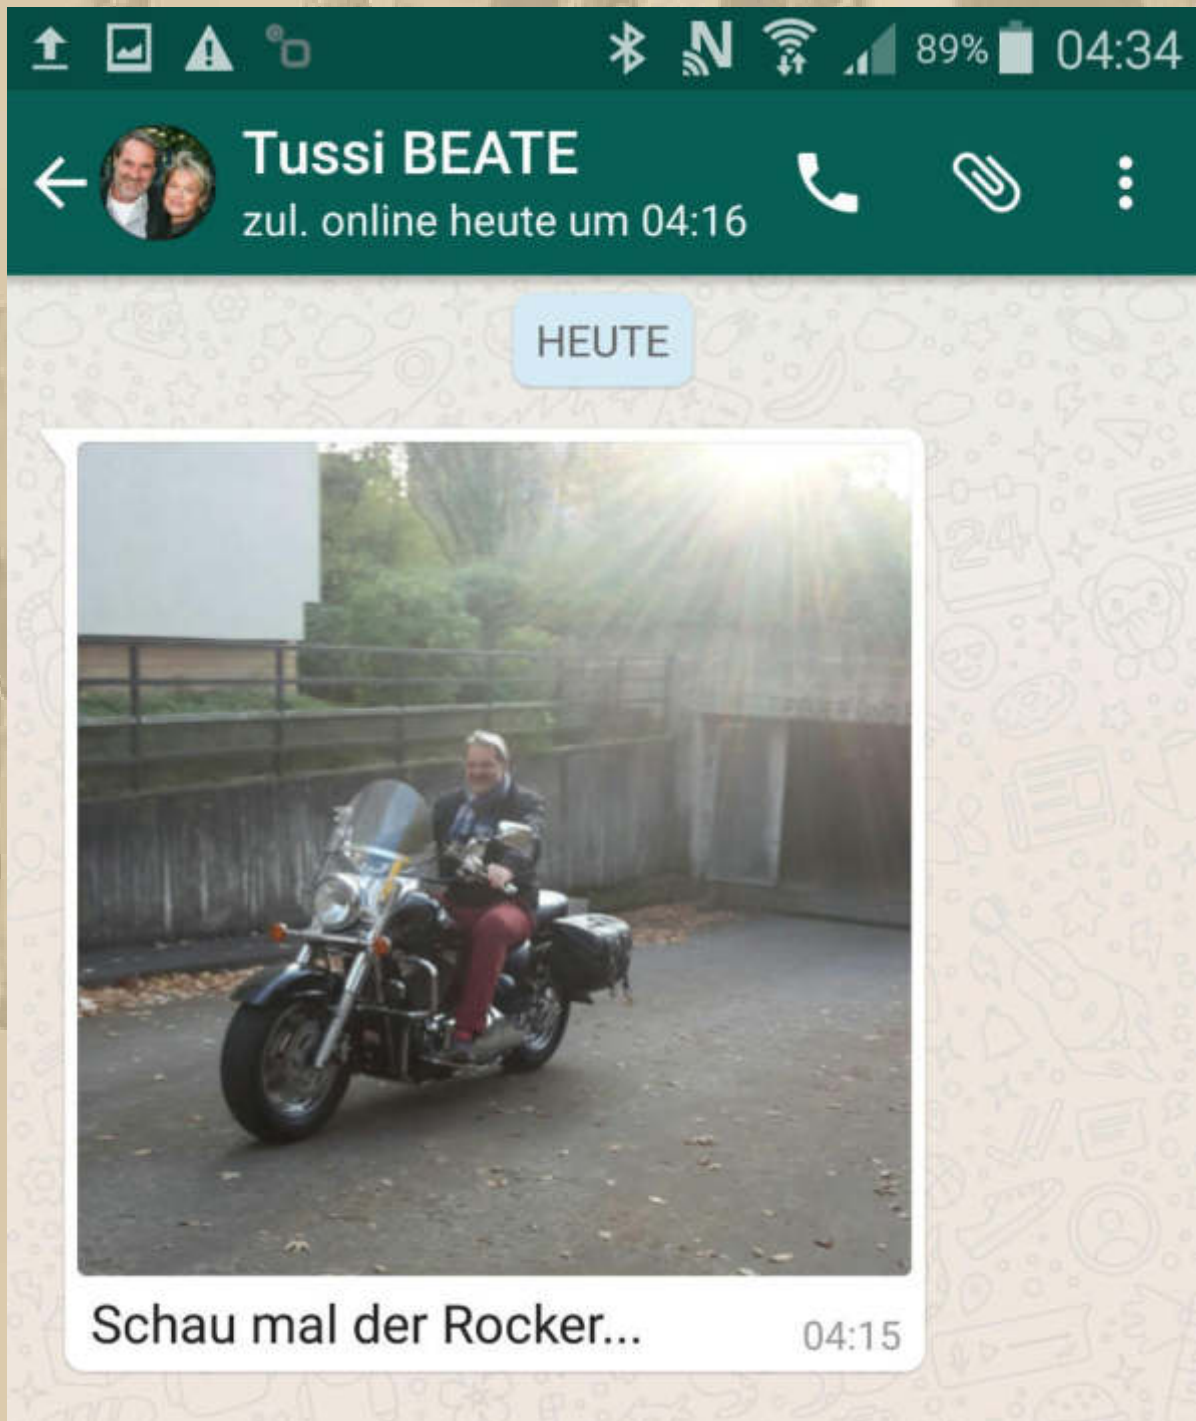 89% 04:34
Tussi BEATE
zul. online heute um 04:16
HEUTE
Schau mal der Rocker...
04:15